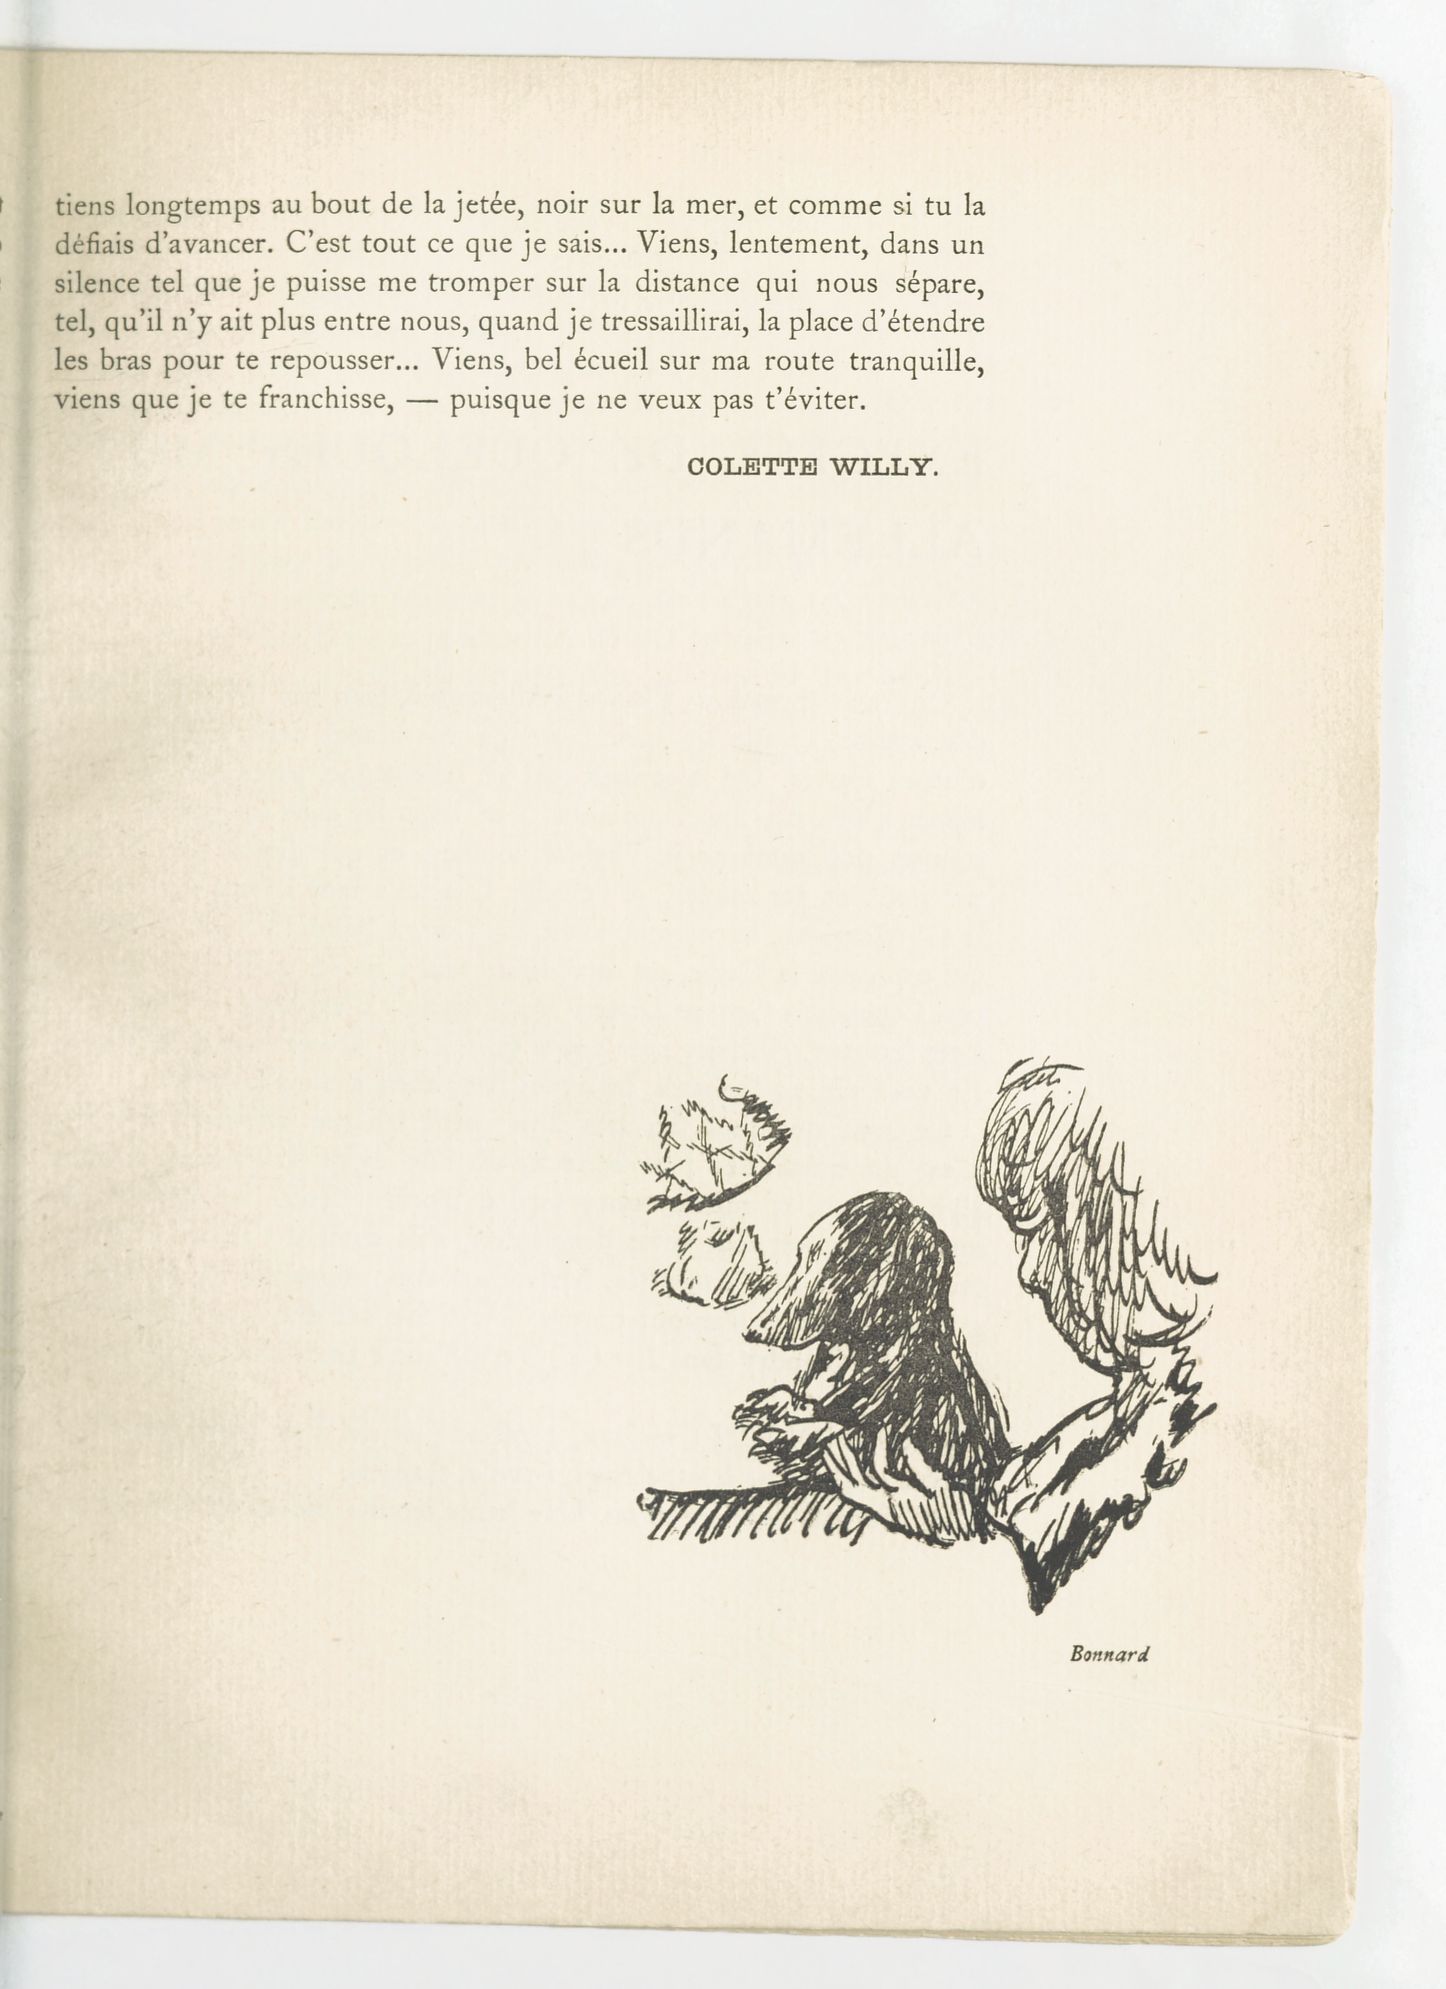 tiens longtemps au bout de la jetée, noir sur la mer, et comme si tu la
défiais d'avancer. C'est tout ce que je sais... Viens, lentement, dans un
silence tel que je puisse me tromper sur la distance qui nous sépare,
tel, qu'il n'y ait plus entre nous, quand je tressaillirai, la place d'étendre
les bras pour te repousser... Viens, bel écueil sur ma route tranquille,
viens que je te franchisse, — puisque je ne veux pas t'éviter.
COLETTE WILLY.
Bonnard